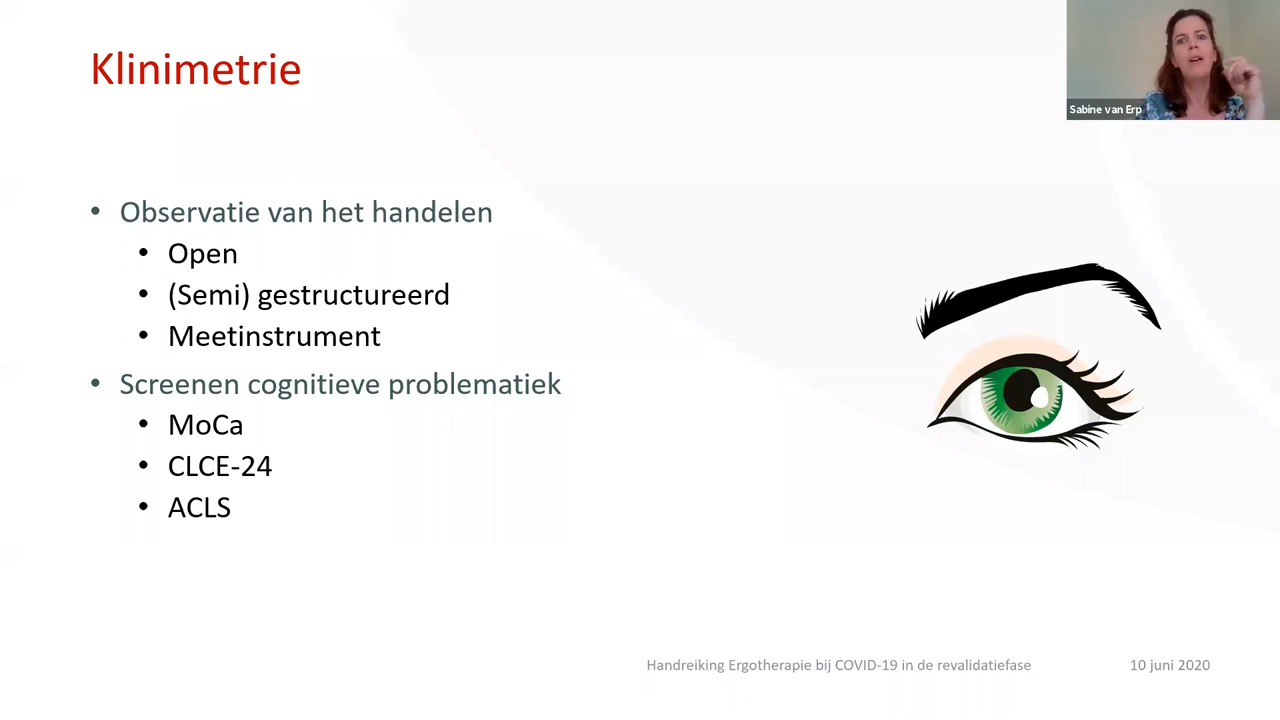 Klinimetrie
Sabine van Erp
• Observatie van het handelen
• Open
• (Semi) gestructureerd
• Meetinstrument
• Screenen cognitieve problematiek
• MoCa
• CLCE-24
• ACLS
Handreiking Ergotherapie bij COVID-19 in de revalidatiefase
10 juni 2020